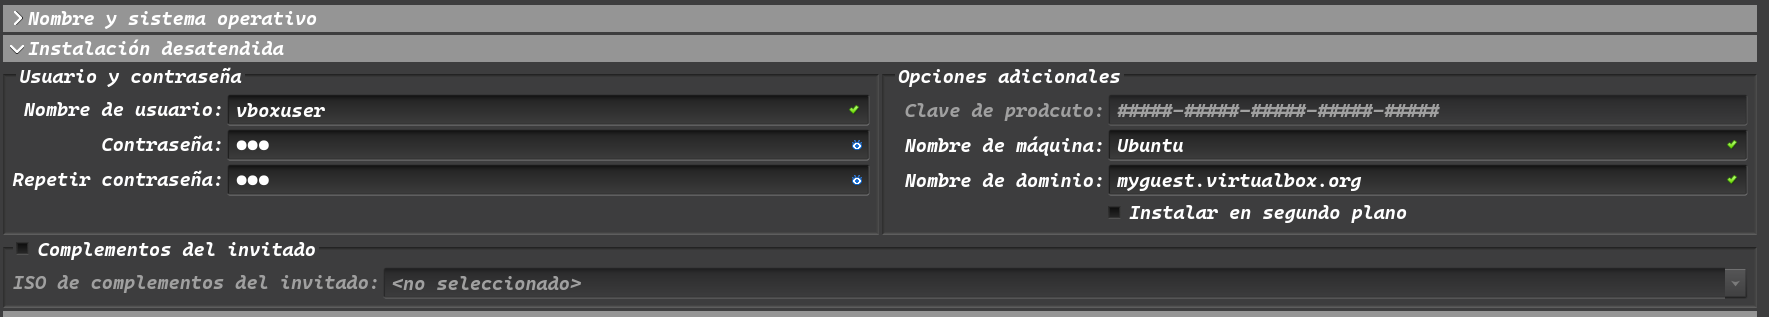 Nombre y sistema operativo
Instalación desatendida
Usuario y contraseña
Nombre de usuario: vboxuser
Contraseña: ●●●
Repetir contraseña: ●●●
Opciones adicionales
Clave de prodcuto: #####-#####-#####-#####-#####
Nombre de máquina: Ubuntu
Nombre de dominio: myguest.virtualbox.org
Instalar en segundo plano
Complementos del invitado
ISO de complementos del invitado: <no seleccionado>